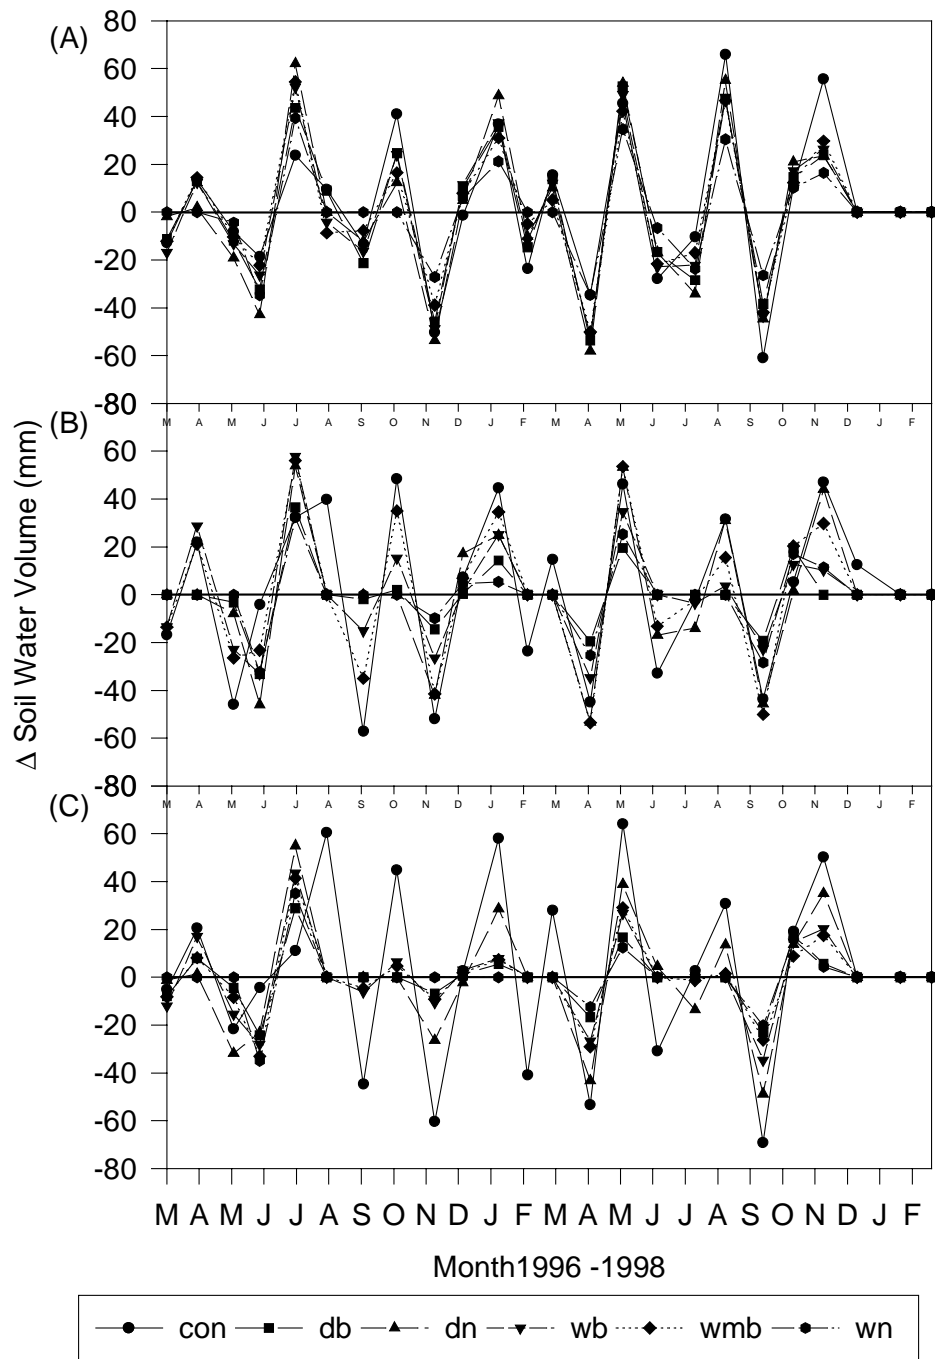 (A)
80
60
40
20
0
-20
-40
-60
-80
M A M J J A S O N D J F M A M J J A S O N D J F
(B)
60
40
20
0
-20
-40
-60
-80
M A M J J A S O N D J F M A M J J A S O N D J F
(C)
60
40
20
0
-20
-40
-60
-80
M A M J J A S O N D J F M A M J J A S O N J F
Δ Soil Water Volume (mm)
Month1996 -1998
con db dn wb wmb wn